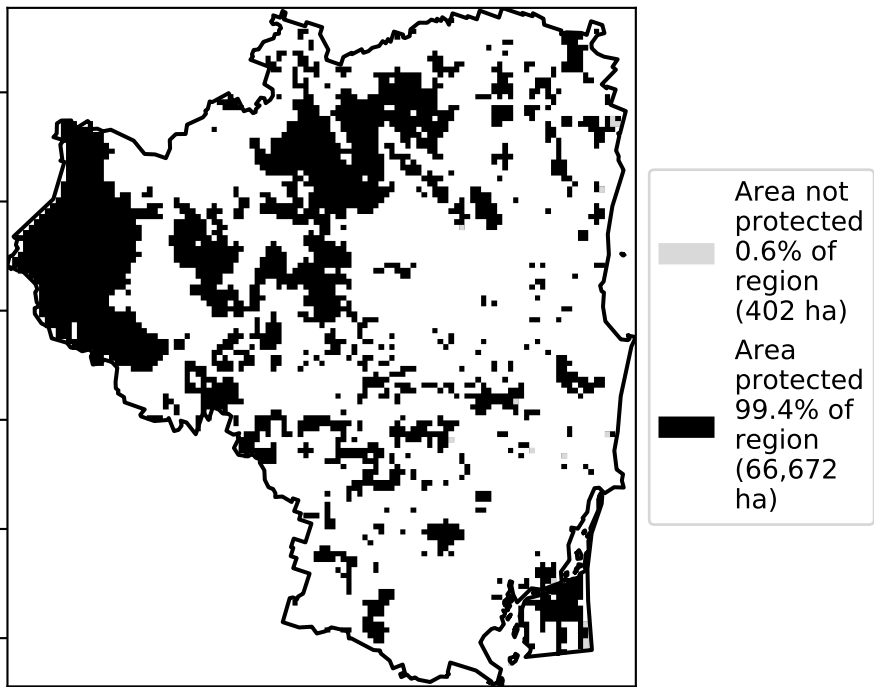 Area not
protected
0.6% of
region
(402 ha)
Area
protected
99.4% of
region
(66,672
ha)